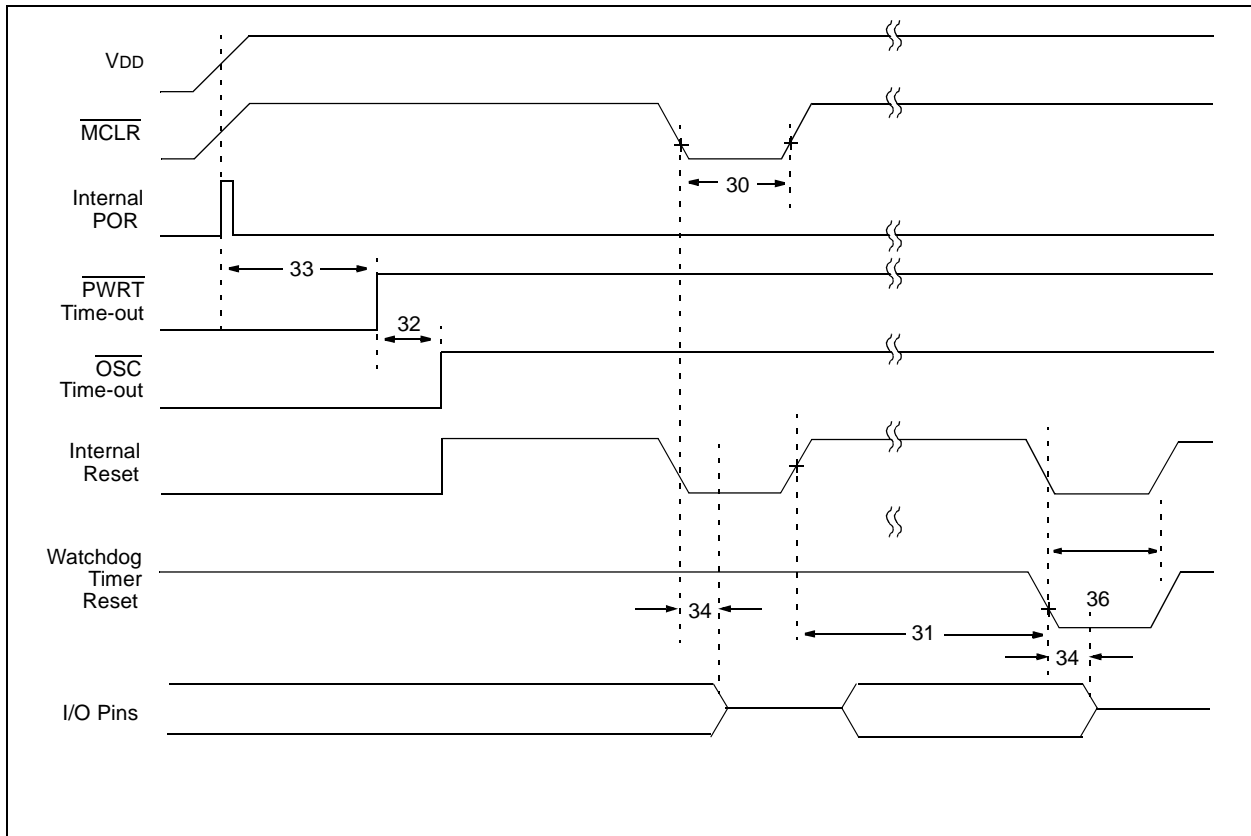 VDD
MCLR
30
Internal
POR
33
PWRT
Time-out
32
OSC
Time-out
Internal
Reset
Watchdog
Timer
Reset
34
31
36
34
I/O Pins